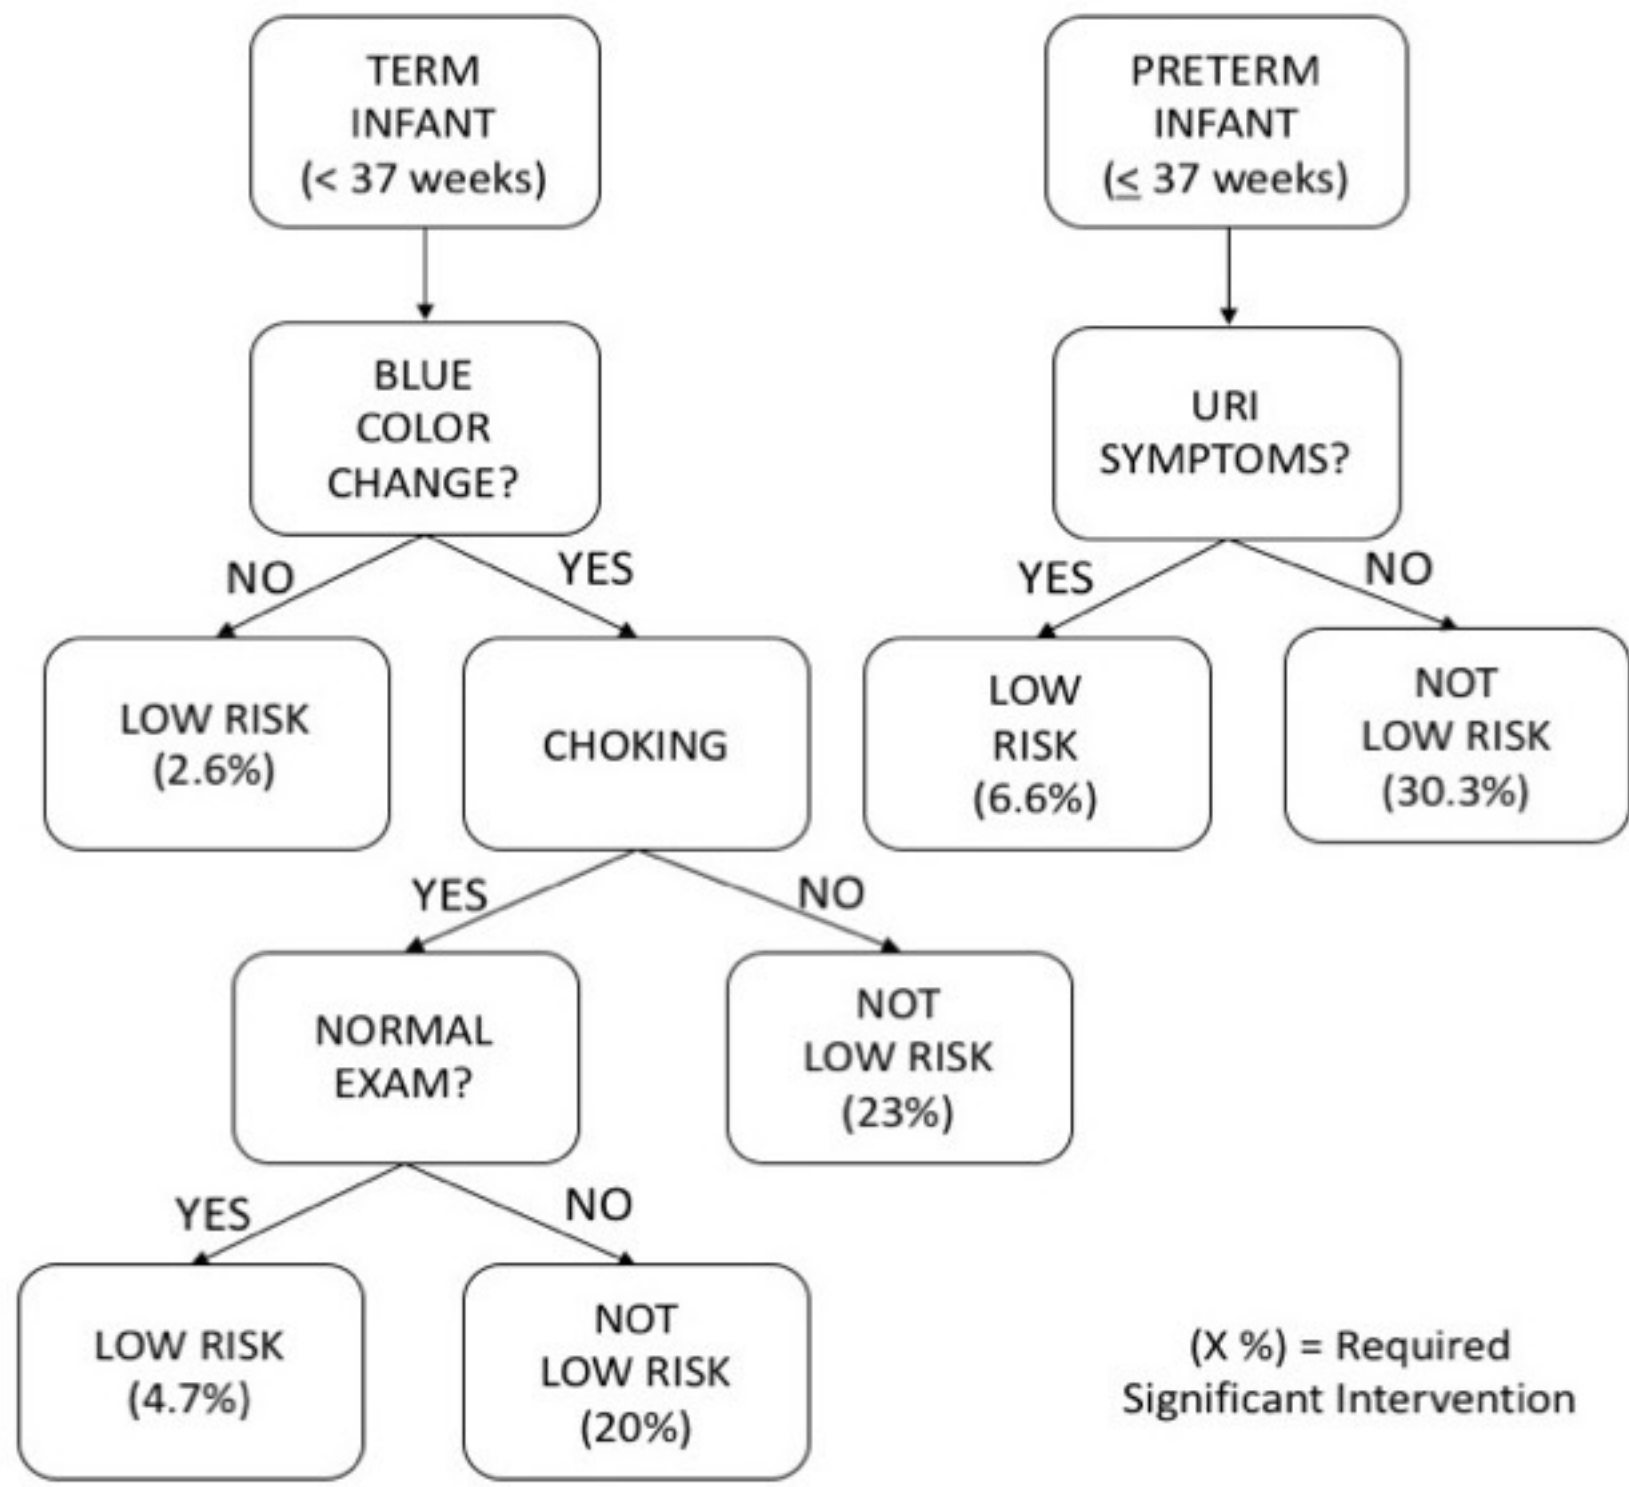 TERM
INFANT
(< 37 weeks)
PRETERM
INFANT
(≤ 37 weeks)
BLUE
COLOR
CHANGE?
URI
SYMPTOMS?
NO
YES
YES
NO
LOW RISK
(2.6%)
CHOKING
LOW
RISK
(6.6%)
NOT
LOW RISK
(30.3%)
YES
NO
NORMAL
EXAM?
NOT
LOW RISK
(23%)
YES
NO
LOW RISK
(4.7%)
NOT
LOW RISK
(20%)
(X %) = Required
Significant Intervention